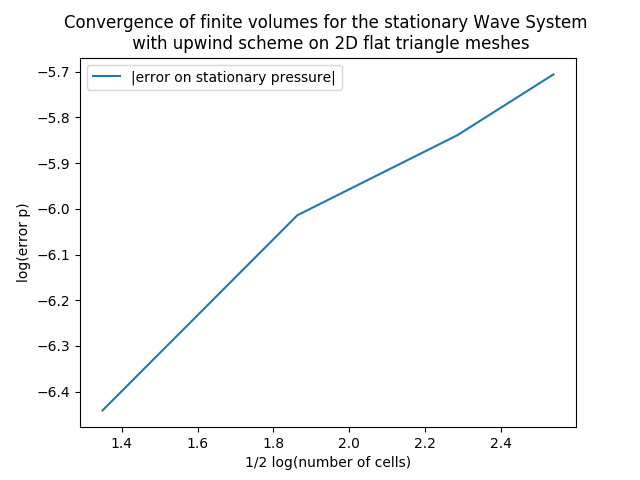 Convergence of finite volumes for the stationary Wave System
with upwind scheme on 2D flat triangle meshes
|error on stationary pressure|
−5.7
−5.8
−5.9
−6.0
−6.1
−6.2
−6.3
−6.4
log(error p)
1.4 1.6 1.8 2.0 2.2 2.4
1/2 log(number of cells)